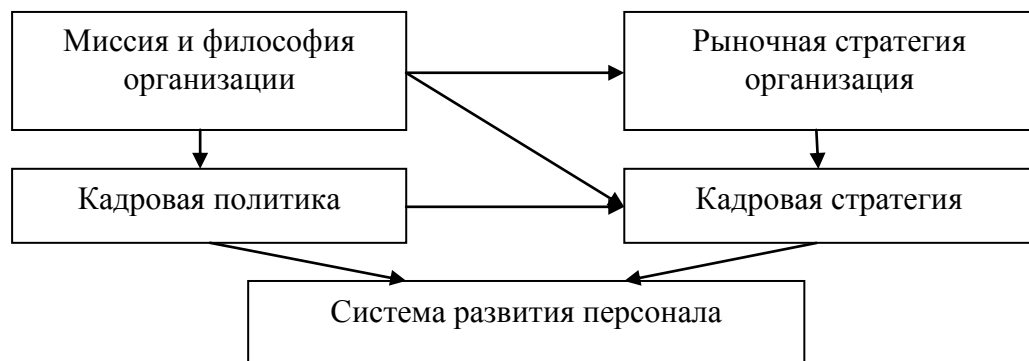 Миссия и философия
организации
Рыночная стратегия
организация
Кадровая политика
Кадровая стратегия
Система развития персонала